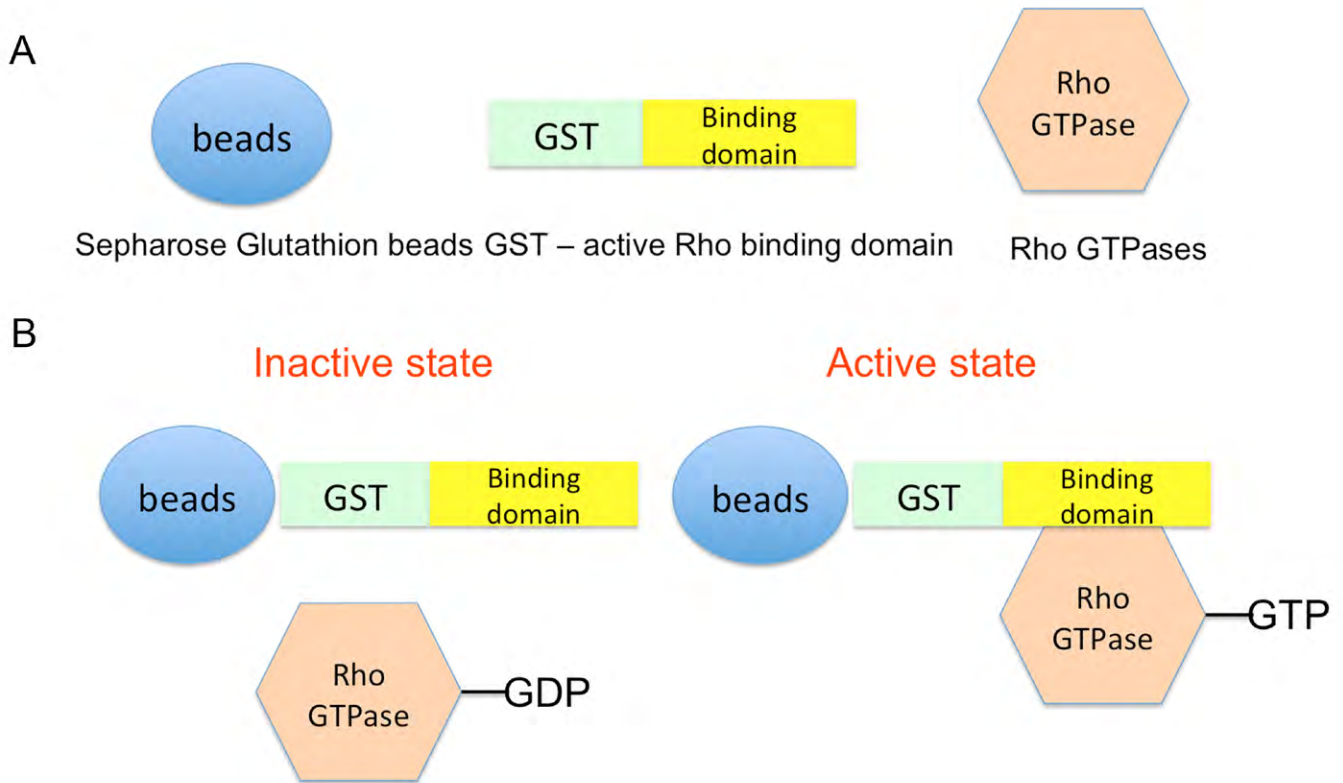 A
beads
GST
Binding
domain
Rho
GTPase
Sepharose Glutathion beads
GST – active Rho binding domain
Rho GTPases
B
Inactive state
Active state
beads
GST
Binding
domain
Rho
GTPase
GDP
beads
GST
Binding
domain
Rho
GTPase
GTP